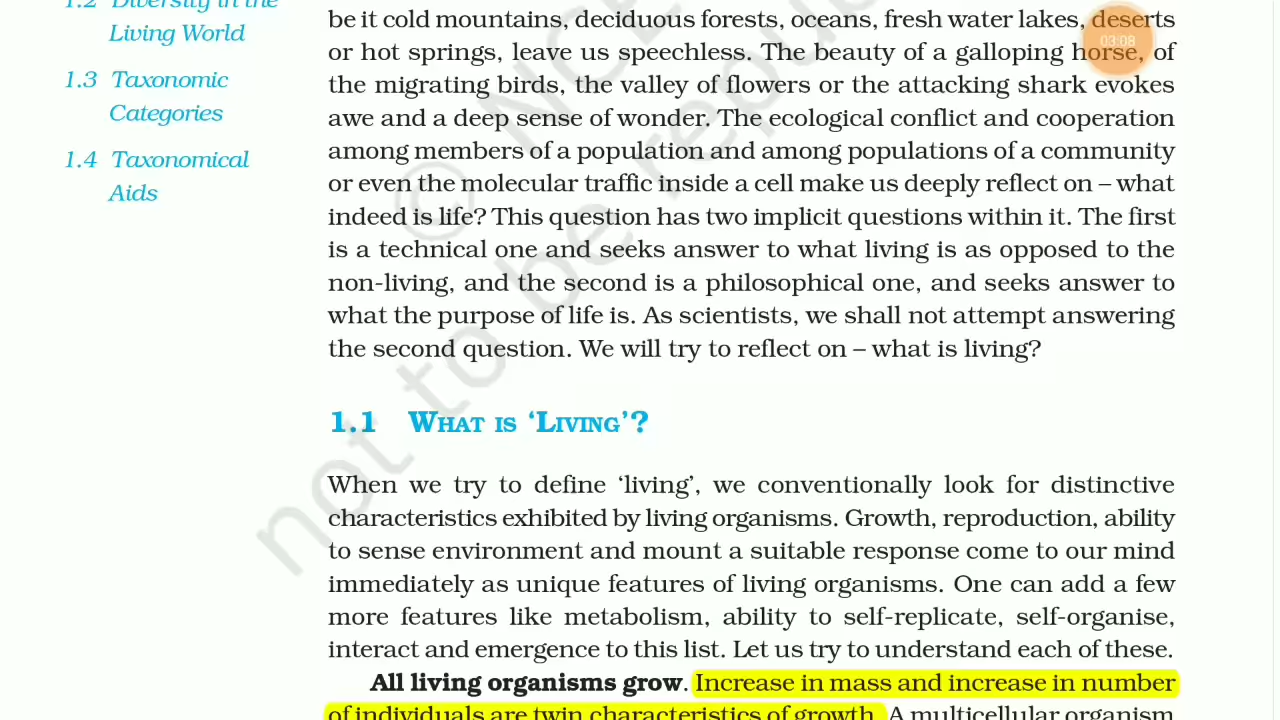 1.2 Diversity in the
Living World
1.3 Taxonomic
Categories
1.4 Taxonomical
Aids
be it cold mountains, deciduous forests, oceans, fresh water lakes, deserts
or hot springs, leave us speechless. The beauty of a galloping horse, of
the migrating birds, the valley of flowers or the attacking shark evokes
awe and a deep sense of wonder. The ecological conflict and cooperation
among members of a population and among populations of a community
or even the molecular traffic inside a cell make us deeply reflect on – what
indeed is life? This question has two implicit questions within it. The first
is a technical one and seeks answer to what living is as opposed to the
non-living, and the second is a philosophical one, and seeks answer to
what the purpose of life is. As scientists, we shall not attempt answering
the second question. We will try to reflect on – what is living?
1.1 What is ‘Living’?
When we try to define ‘living’, we conventionally look for distinctive
characteristics exhibited by living organisms. Growth, reproduction, ability
to sense environment and mount a suitable response come to our mind
immediately as unique features of living organisms. One can add a few
more features like metabolism, ability to self-replicate, self-organise,
interact and emergence to this list. Let us try to understand each of these.
All living organisms grow. Increase in mass and increase in number
of individuals are twin characteristics of growth. A multicellular organism
03:08
© NCE
not to be repu